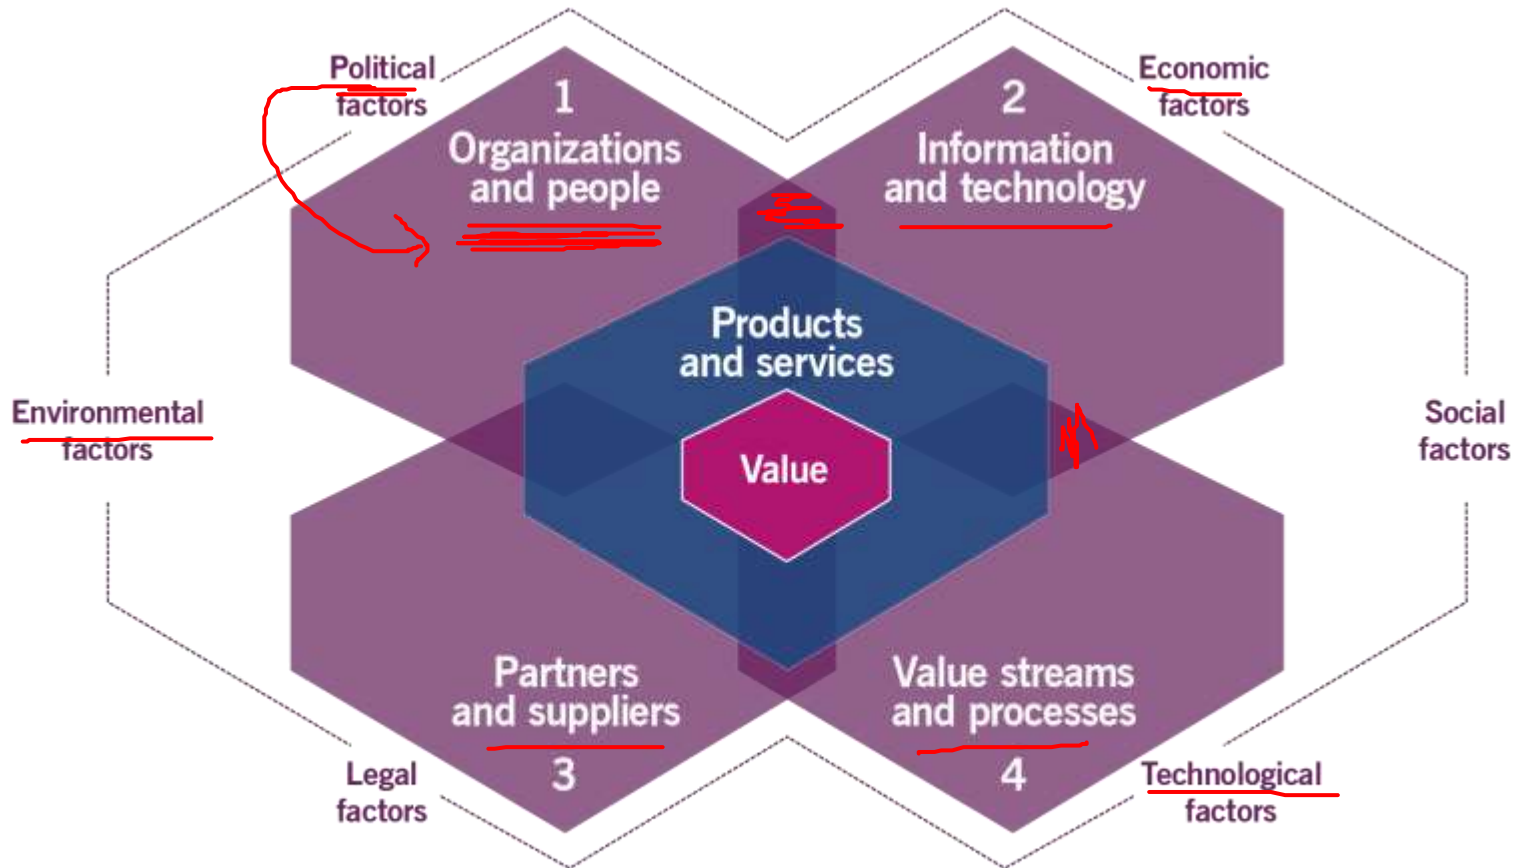 Political
factors
Economic
factors
1
Organizations
and people
2
Information
and technology
Products
and services
Environmental
factors
Value
Social
factors
Partners
and suppliers
3
Value streams
and processes
4
Legal
factors
Technological
factors